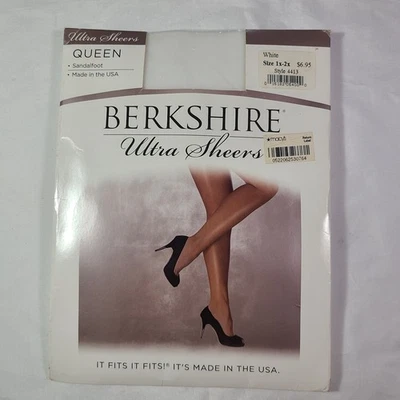 Ultra Sheers
QUEEN
• Sandalfoot
• Made in the USA
White
Size 1x-2x $6.95
Style #4413
BERKSHIRE®
Ultra Sheers
macy's
IT FITS IT FITS!® IT'S MADE IN THE USA.